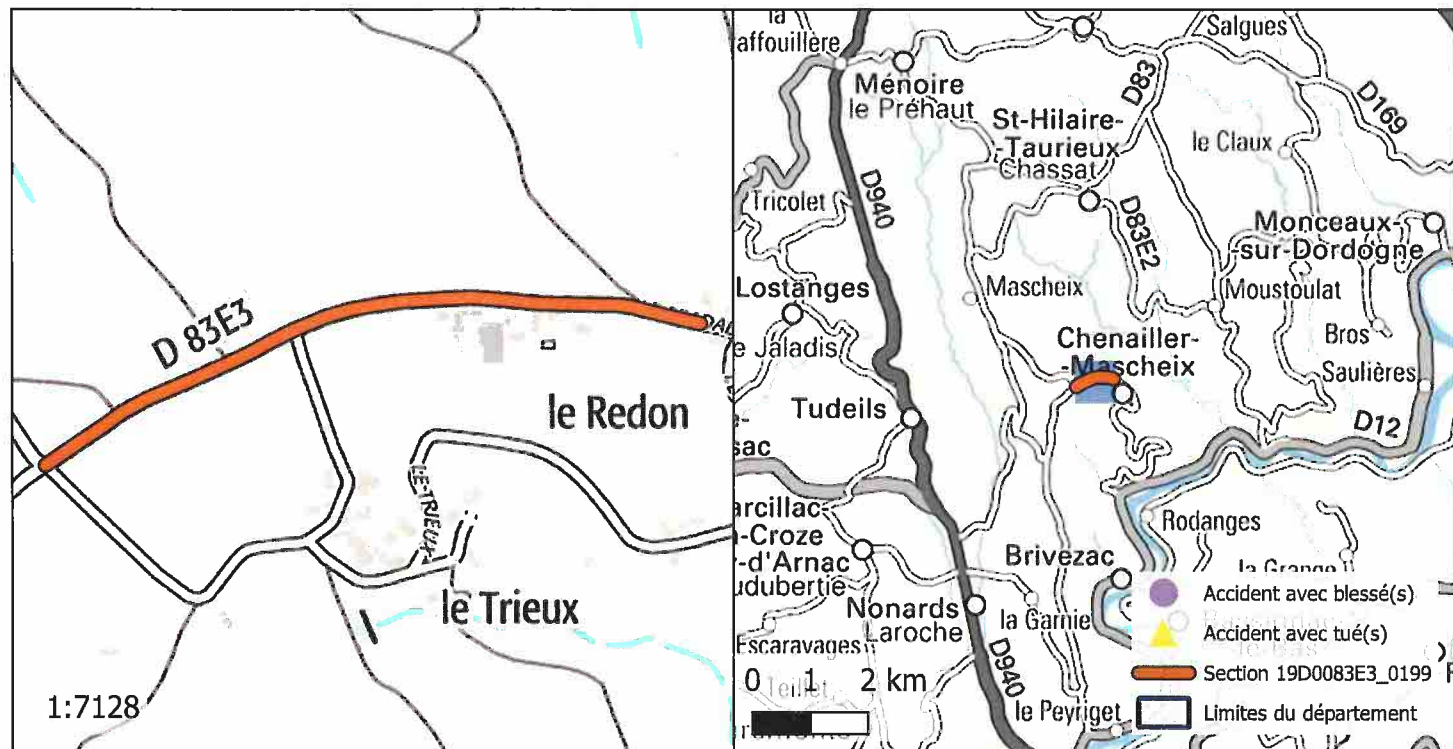 D 83E3
le Redon
LE-TRIEUX
le Trieux
1:7128
la
affouillère
Salgues
Ménoire
le Préhaut
D83
D169
St-Hilaire-
-Taurieux
Chassat
le Claux
Tricolet
D940
D83E2
Monceaux-
-sur-Dordogne
Mascheix
Moustoulat
Lostanges
Bros
e Jaladis
Chenailler-
-Mascheix
Saulières
Tudeils
D12
sac
arcillac-
-Croze
-d'Arnac
udubertie
Rodanges
Brivezac
la Grange
Accident avec blessé(s)
Nonards
Laroche
la Garnie
Accident avec tué(s)
Escaravages
D940
Section 19D0083E3_0199
Teillet
0 1 2 km
le Peyriget
Limites du département